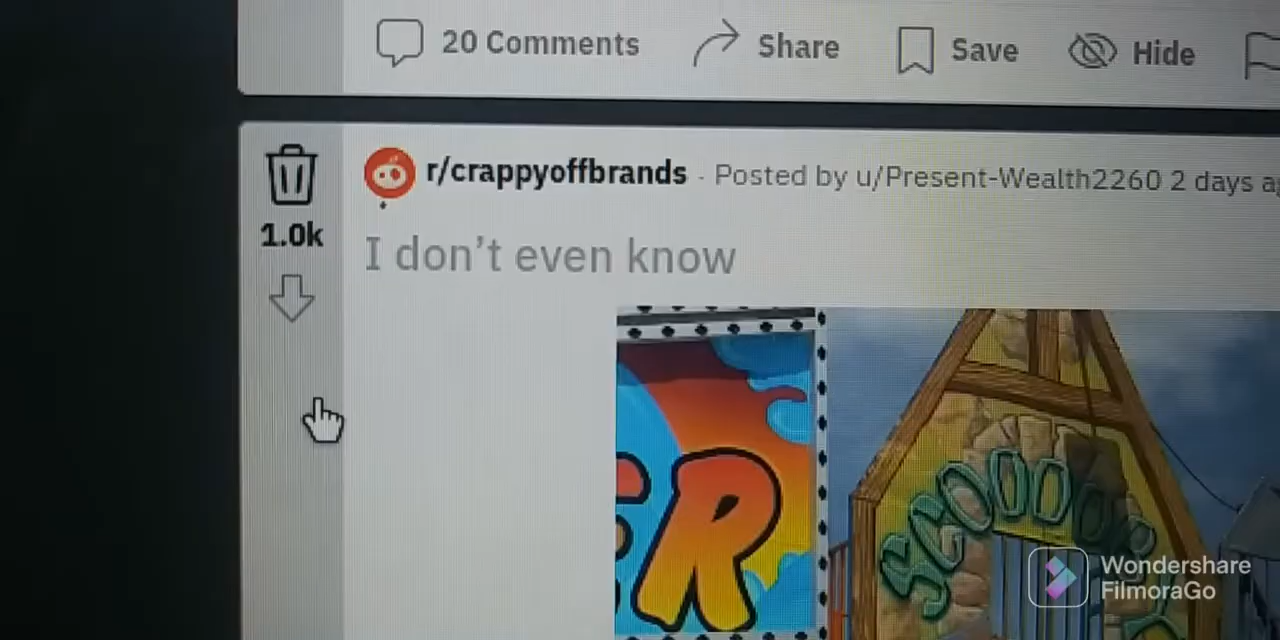 20 Comments Share Save Hide
r/crappyoffbrands · Posted by u/Present-Wealth2260 2 days
1.0k
I don't even know
R
Wondershare
FilmoraGo